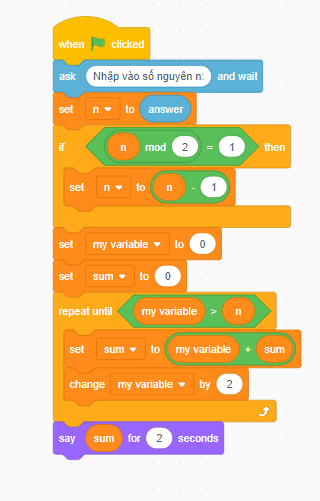 when clicked
ask Nhập vào số nguyên n: and wait
set n to answer
if n mod 2 = 1 then
set n to n - 1
set my variable to 0
set sum to 0
repeat until my variable > n
set sum to my variable + sum
change my variable by 2
say sum for 2 seconds